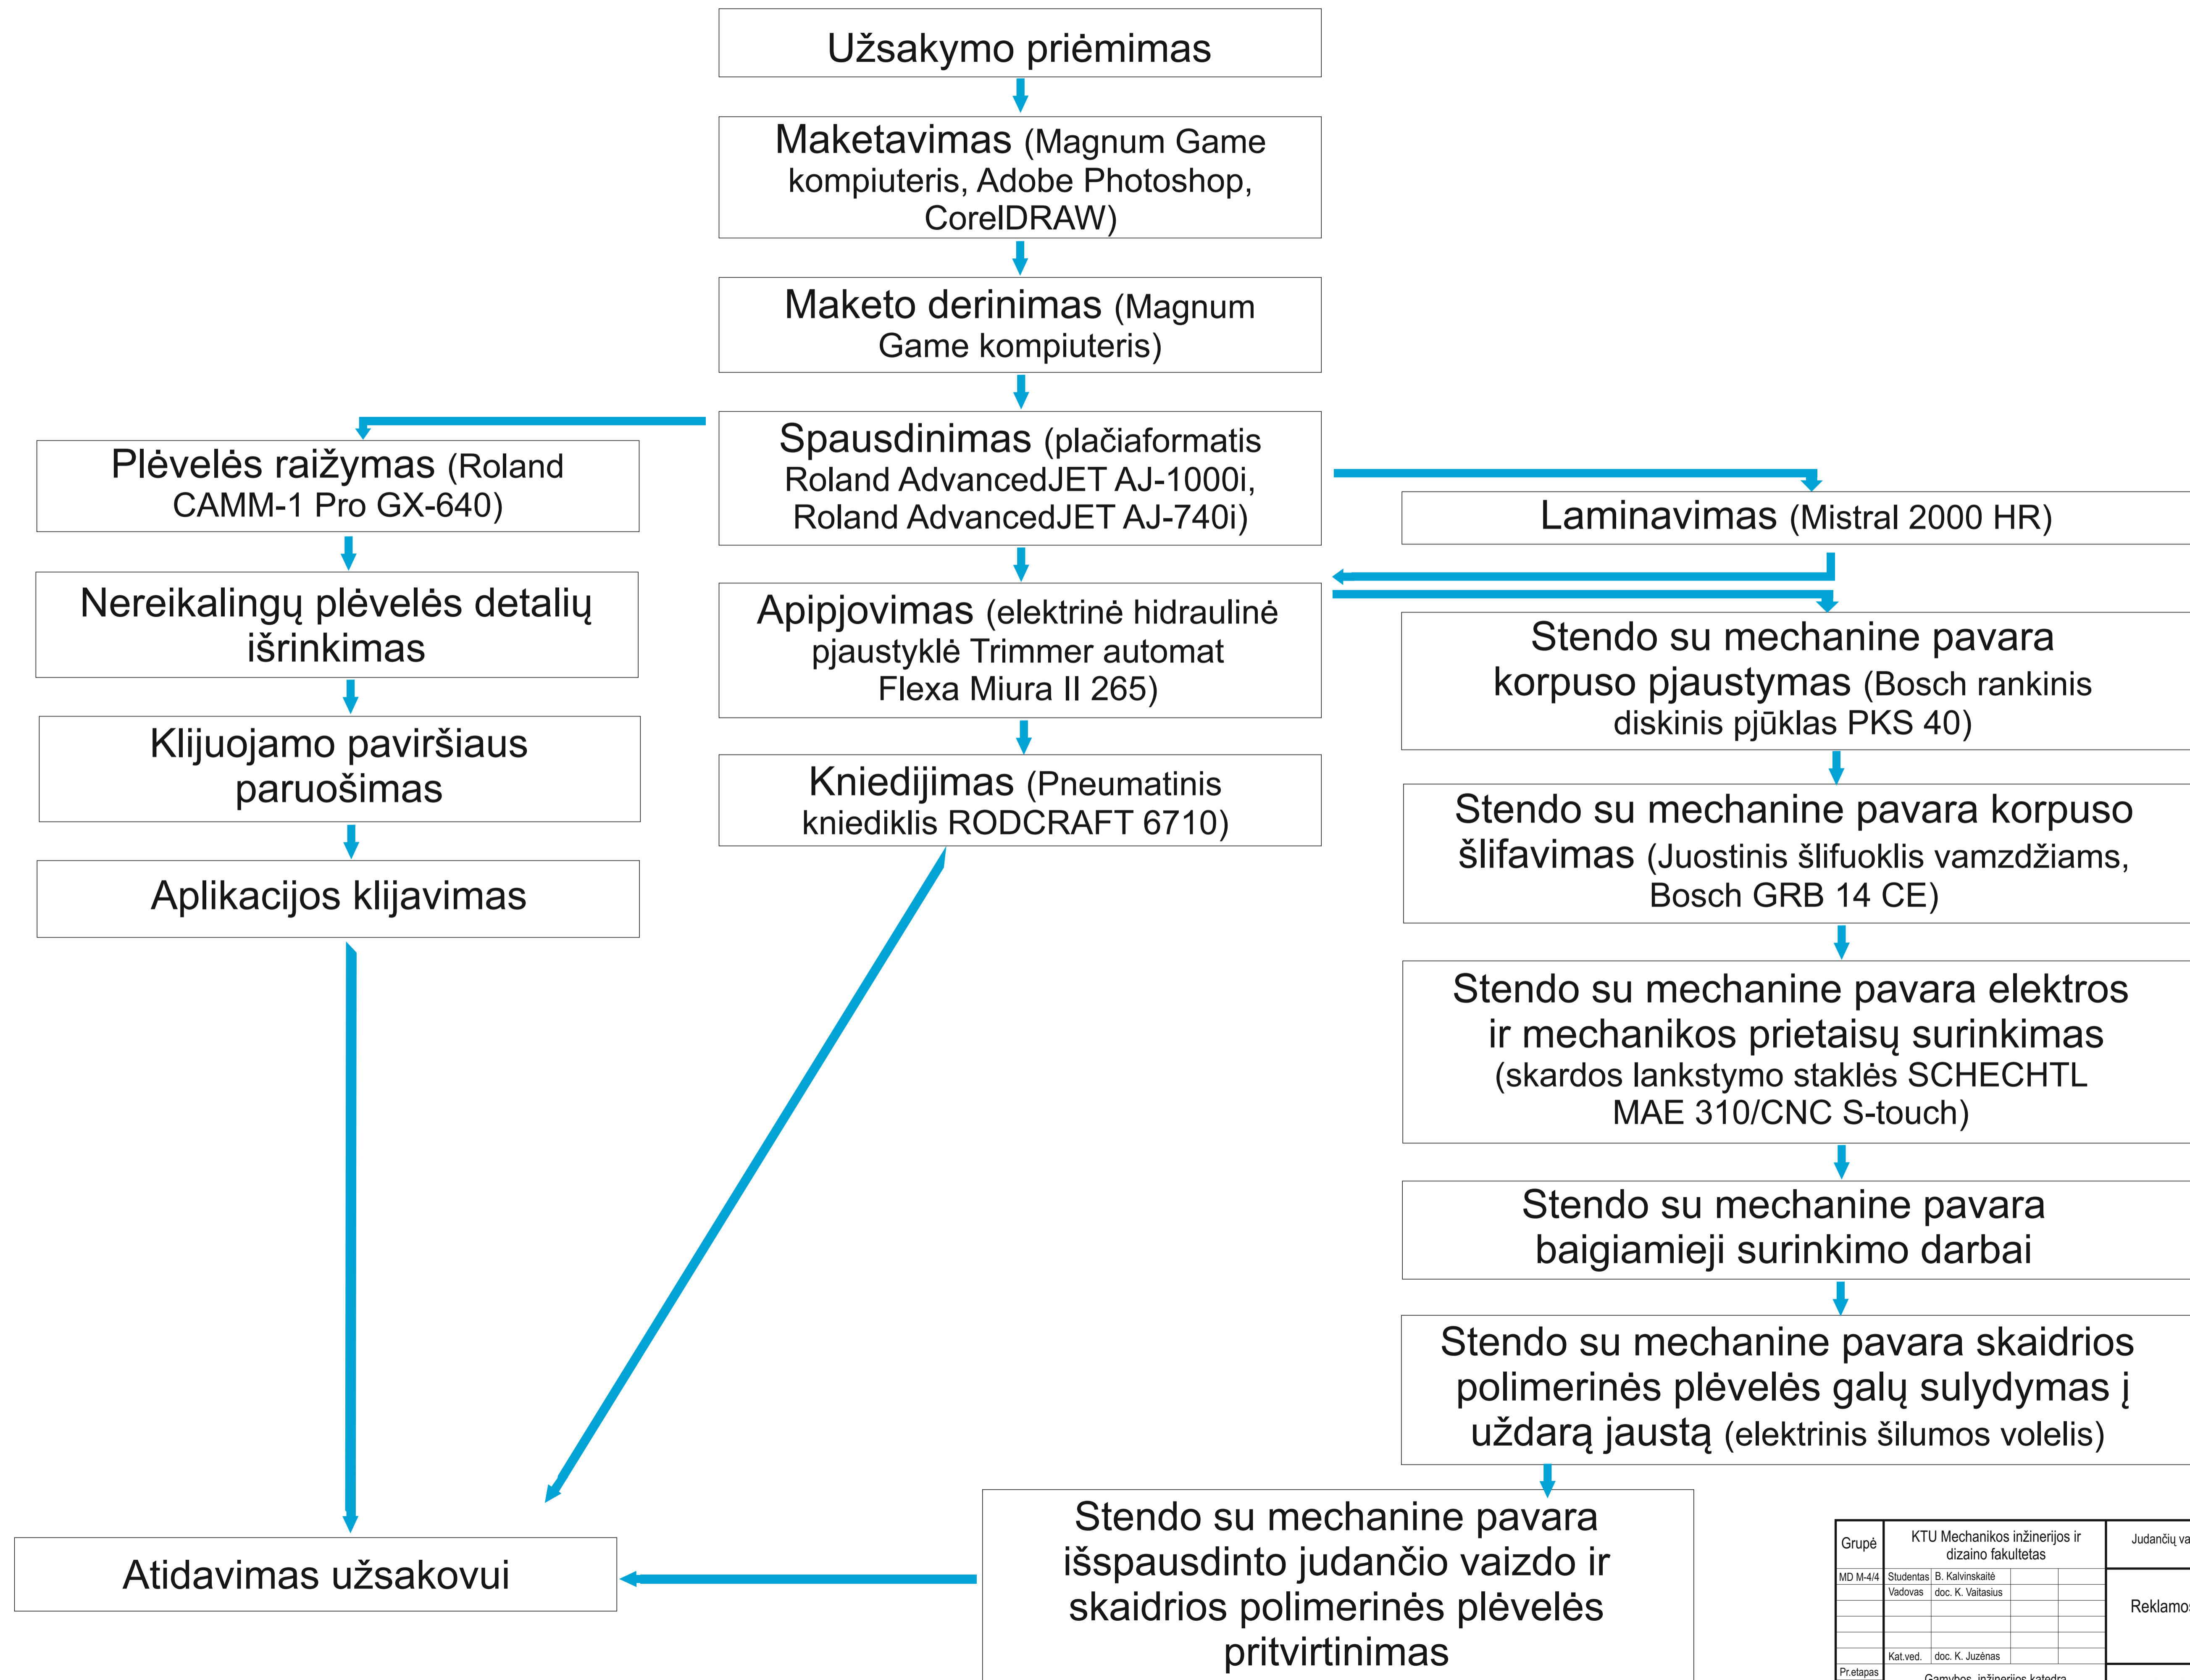 Užsakymo priėmimas
Maketavimas (Magnum Game
kompiuteris, Adobe Photoshop,
CorelDRAW)
Maketo derinimas (Magnum
Game kompiuteris)
Spausdinimas (plačiaformatis
Roland AdvancedJET AJ-1000i,
Roland AdvancedJET AJ-740i)
Plėvelės raižymas (Roland
CAMM-1 Pro GX-640)
Laminavimas (Mistral 2000 HR)
Nereikalingų plėvelės detalių
išrinkimas
Apipjovimas (elektrinė hidraulinė
pjaustyklė Trimmer automat
Flexa Miura II 265)
Stendo su mechanine pavara
korpuso pjaustymas (Bosch rankinis
diskinis pjūklas PKS 40)
Klijuojamo paviršiaus
paruošimas
Kniedijimas (Pneumatinis
kniediklis RODCRAFT 6710)
Stendo su mechanine pavara korpuso
šlifavimas (Juostinis šlifuoklis vamzdžiams,
Bosch GRB 14 CE)
Aplikacijos klijavimas
Stendo su mechanine pavara elektros
ir mechanikos prietaisų surinkimas
(skardos lankstymo staklės SCHECHTL
MAE 310/CNC S-touch)
Stendo su mechanine pavara
baigiamieji surinkimo darbai
Stendo su mechanine pavara skaidrios
polimerinės plėvelės galų sulydymas į
uždarą jaustą (elektrinis šilumos volelis)
Stendo su mechanine pavara
išspausdinto judančio vaizdo ir
skaidrios polimerinės plėvelės
pritvirtinimas
Atidavimas užsakovui
Grupė
KTU Mechanikos inžinerijos ir
dizaino fakultetas
Judančių va
MD M-4/4 Studentas B. Kalvinskaitė
Vadovas doc. K. Vaitasius
Reklamos
Kat.ved. doc. K. Juzėnas
Pr.etapas
Gamybos inžinerijos katedra